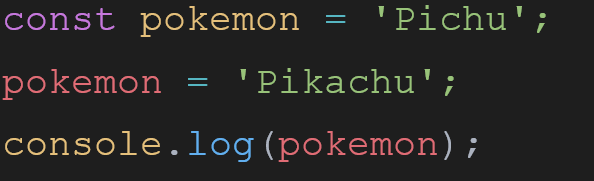 const pokemon = 'Pichu';
pokemon = 'Pikachu';
console.log(pokemon);